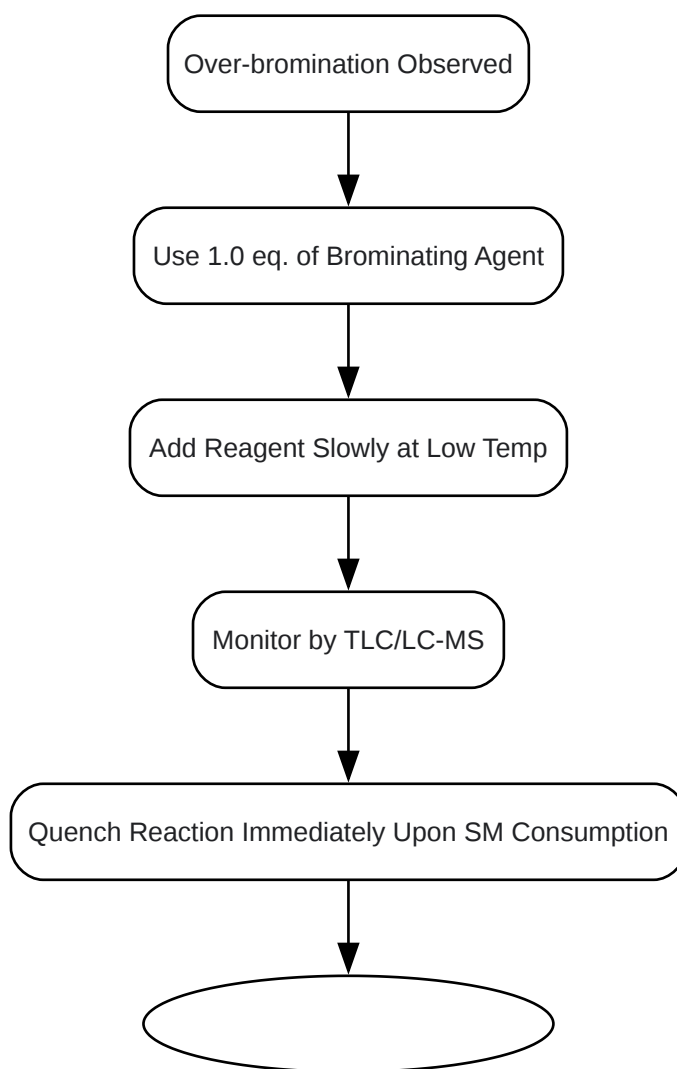 Over-bromination Observed
Use 1.0 eq. of Brominating Agent
Add Reagent Slowly at Low Temp
Monitor by TLC/LC-MS
Quench Reaction Immediately Upon SM Consumption